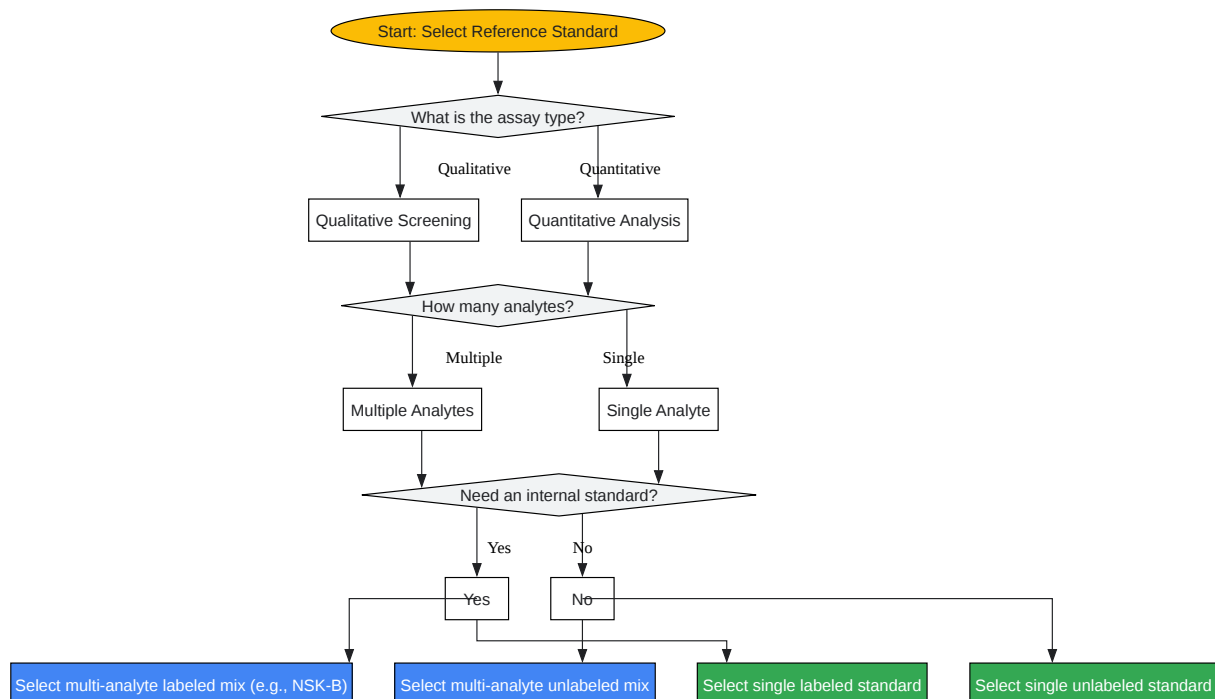 Start: Select Reference Standard
What is the assay type?
Qualitative
Quantitative
Qualitative Screening
Quantitative Analysis
How many analytes?
Multiple
Single
Multiple Analytes
Single Analyte
Need an internal standard?
Yes
No
Yes
No
Select multi-analyte labeled mix (e.g., NSK-B)
Select multi-analyte unlabeled mix
Select single labeled standard
Select single unlabeled standard